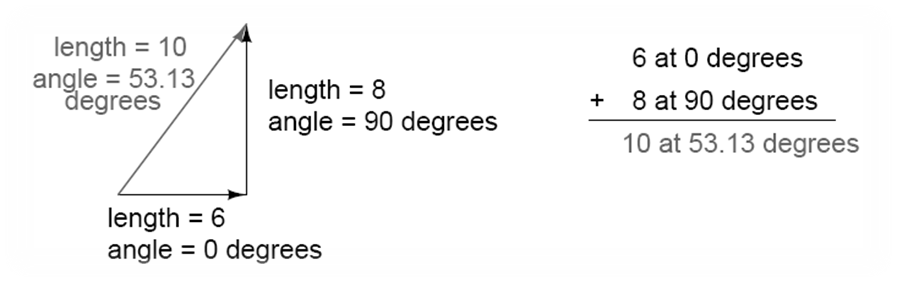 length = 10
angle = 53.13
degrees
length = 8
angle = 90 degrees
length = 6
angle = 0 degrees
6 at 0 degrees
+ 8 at 90 degrees
10 at 53.13 degrees